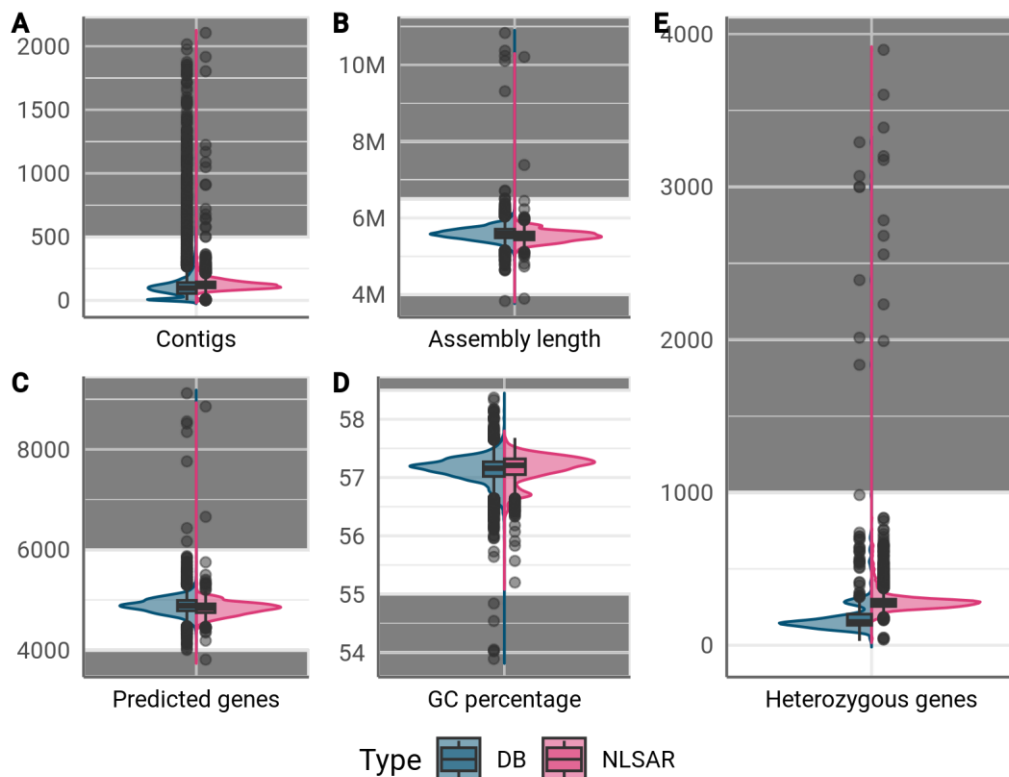 A
2000
1500
1000
500
0
Contigs
B
10M
8M
6M
4M
Assembly length
E
4000
3000
2000
1000
0
Heterozygous genes
C
8000
6000
4000
Predicted genes
D
58
57
56
55
54
GC percentage
Type DB NLSAR